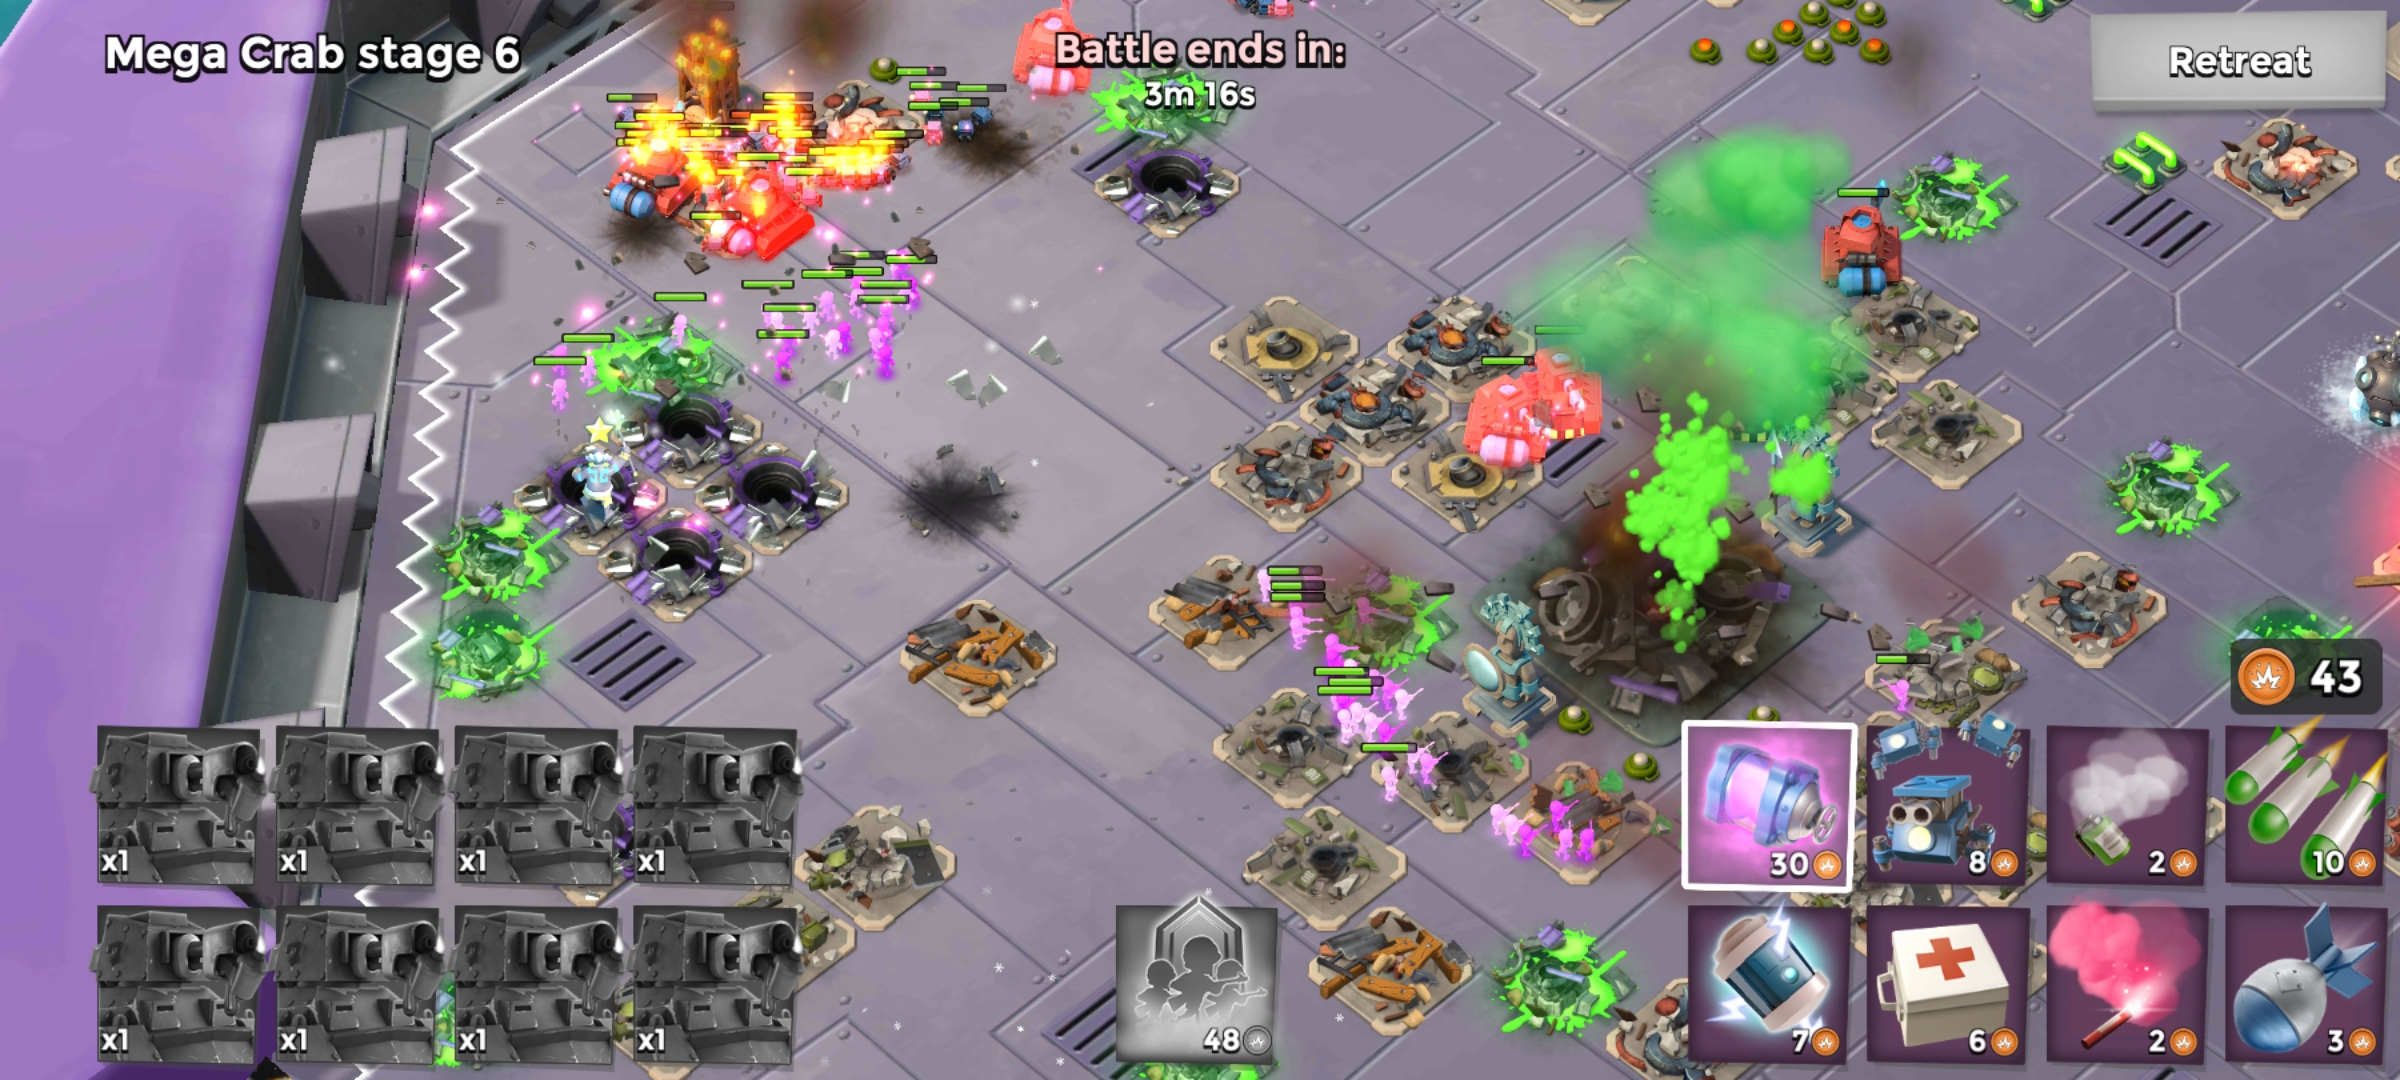 Mega Crab stage 6
Battle ends in:
3m 16s
Retreat
43
x1
x1
x1
x1
30
8
2
10
x1
x1
x1
x1
48
7
6
2
3